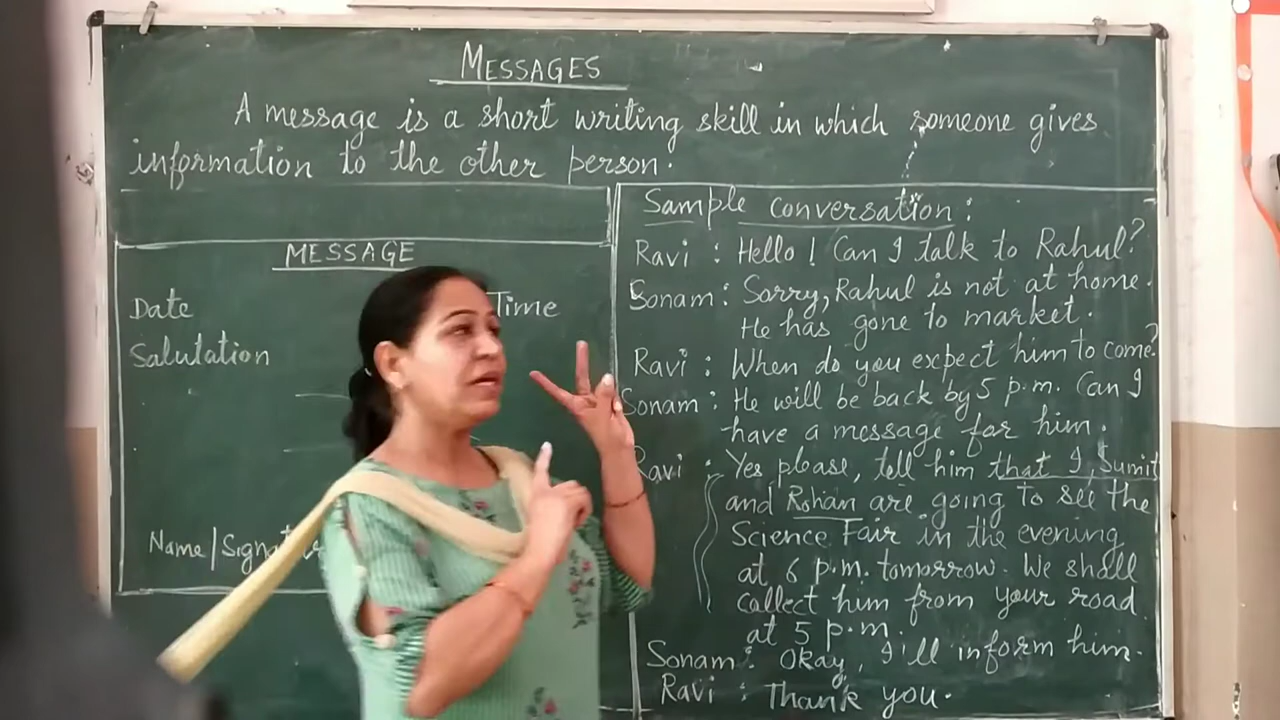 MESSAGES
A message is a short writing skill in which someone gives
information to the other person.
MESSAGE
Date Time
Salutation
Name/Signature
Sample conversation:
Ravi : Hello! Can I talk to Rahul?
Sonam : Sorry, Rahul is not at home.
He has gone to market.
Ravi : When do you expect him to come?
Sonam : He will be back by 5 p.m. Can I
have a message for him.
Ravi : Yes please, tell him that I, Sumit
and Rohan are going to see the
Science Fair in the evening
at 6 p.m. tomorrow. We shall
collect him from your road
at 5 p.m.
Sonam : Okay, I'll inform him.
Ravi : Thank you.